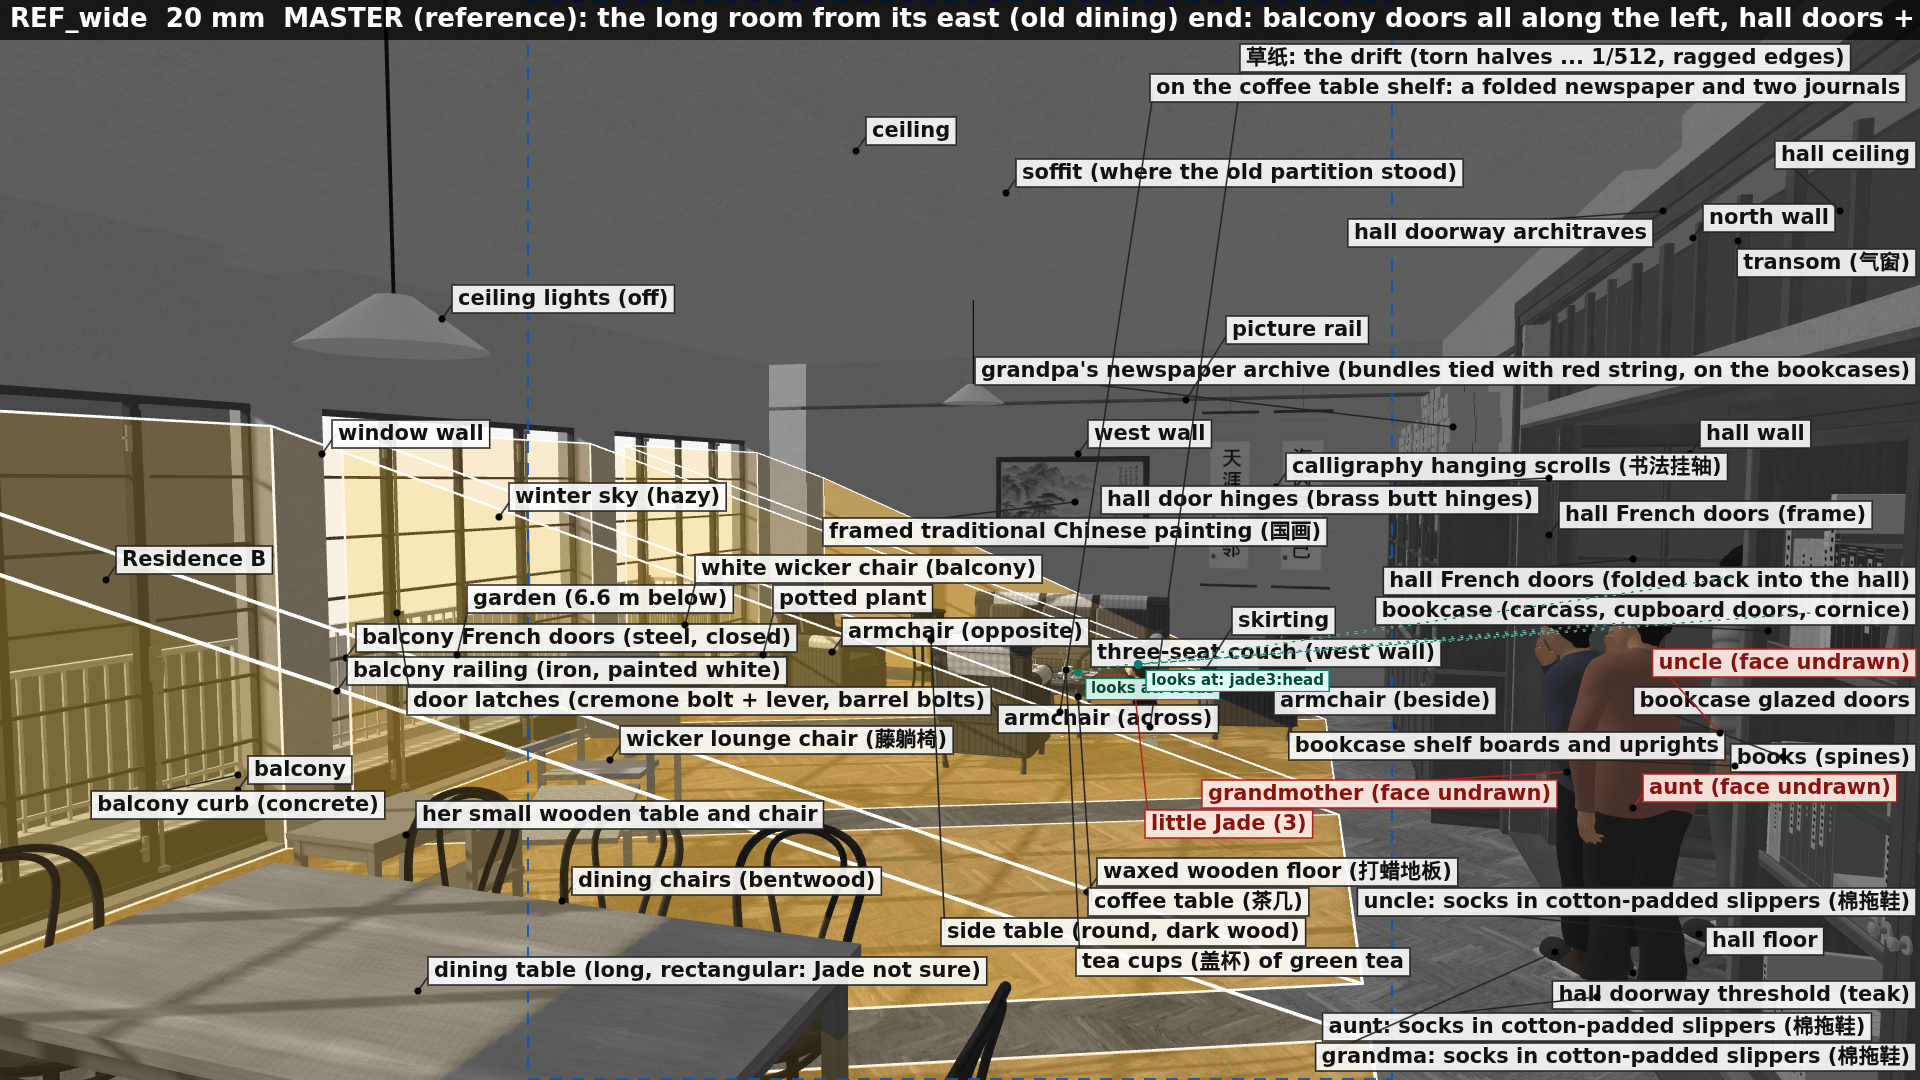 REF_wide 20 mm MASTER (reference): the long room from its east (old dining) end: balcony doors all along the left, hall doors +
草纸: the drift (torn halves ... 1/512, ragged edges)
on the coffee table shelf: a folded newspaper and two journals
ceiling
hall ceiling
soffit (where the old partition stood)
north wall
hall doorway architraves
transom (气窗)
ceiling lights (off)
picture rail
grandpa's newspaper archive (bundles tied with red string, on the bookcases)
window wall
west wall
hall wall
天涯
calligraphy hanging scrolls (书法挂轴)
winter sky (hazy)
hall door hinges (brass butt hinges)
hall French doors (frame)
framed traditional Chinese painting (国画)
Residence B
white wicker chair (balcony)
hall French doors (folded back into the hall)
garden (6.6 m below)
potted plant
bookcase (carcass, cupboard doors, cornice)
skirting
armchair (opposite)
balcony French doors (steel, closed)
three-seat couch (west wall)
uncle (face undrawn)
balcony railing (iron, painted white)
looks at: jade3:head
door latches (cremone bolt + lever, barrel bolts)
armchair (beside)
bookcase glazed doors
armchair (across)
wicker lounge chair (藤躺椅)
bookcase shelf boards and uprights
books (spines)
balcony
aunt (face undrawn)
grandmother (face undrawn)
balcony curb (concrete)
her small wooden table and chair
little Jade (3)
waxed wooden floor (打蜡地板)
dining chairs (bentwood)
coffee table (茶几)
uncle: socks in cotton-padded slippers (棉拖鞋)
side table (round, dark wood)
hall floor
tea cups (盖杯) of green tea
dining table (long, rectangular: Jade not sure)
hall doorway threshold (teak)
aunt: socks in cotton-padded slippers (棉拖鞋)
grandma: socks in cotton-padded slippers (棉拖鞋)